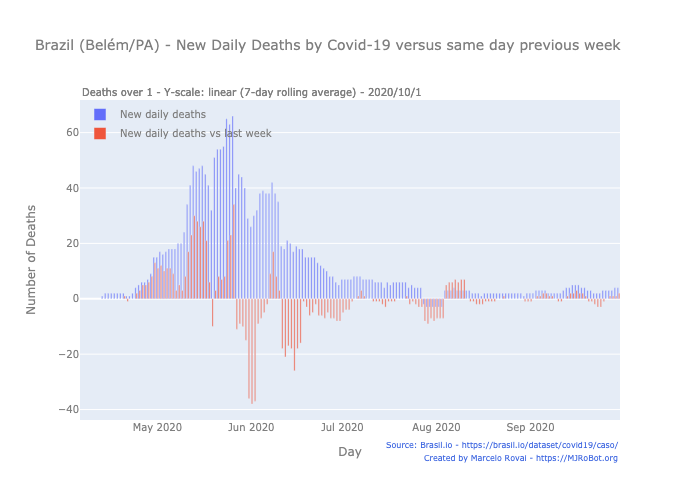 Brazil (Belém/PA) - New Daily Deaths by Covid-19 versus same day previous week
Deaths over 1 - Y-scale: linear (7-day rolling average) - 2020/10/1
New daily deaths
New daily deaths vs last week
Number of Deaths
60
40
20
0
−20
−40
May 2020 Jun 2020 Jul 2020 Aug 2020 Sep 2020
Day
Source: Brasil.io - https://brasil.io/dataset/covid19/caso/
Created by Marcelo Rovai - https://MJRoBot.org